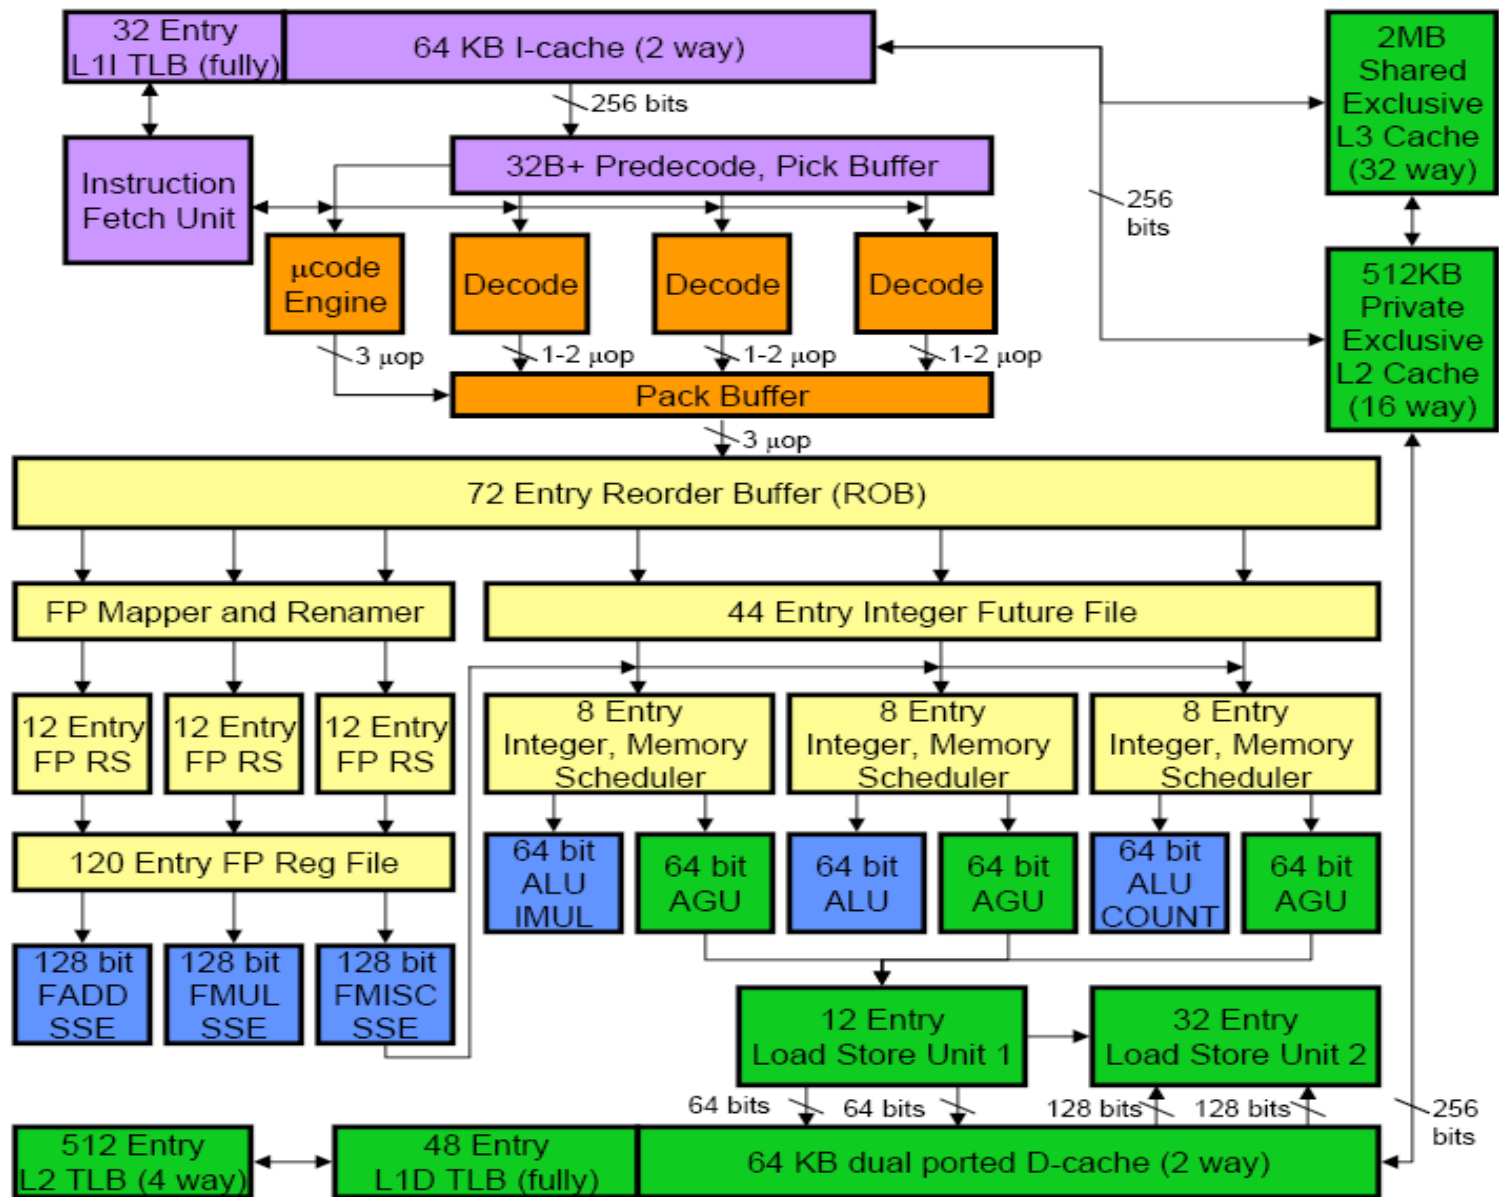 32 Entry
L1I TLB (fully)
64 KB I-cache (2 way)
2MB
Shared
Exclusive
L3 Cache
(32 way)
256 bits
Instruction
Fetch Unit
32B+ Predecode, Pick Buffer
256
bits
μcode
Engine
Decode
Decode
Decode
512KB
Private
Exclusive
L2 Cache
(16 way)
3 μop
1-2 μop
1-2 μop
1-2 μop
Pack Buffer
3 μop
72 Entry Reorder Buffer (ROB)
FP Mapper and Renamer
44 Entry Integer Future File
12 Entry
FP RS
12 Entry
FP RS
12 Entry
FP RS
8 Entry
Integer, Memory
Scheduler
8 Entry
Integer, Memory
Scheduler
8 Entry
Integer, Memory
Scheduler
120 Entry FP Reg File
64 bit
ALU
IMUL
64 bit
AGU
64 bit
ALU
64 bit
AGU
64 bit
ALU
COUNT
64 bit
AGU
128 bit
FADD
SSE
128 bit
FMUL
SSE
128 bit
FMISC
SSE
12 Entry
Load Store Unit 1
32 Entry
Load Store Unit 2
64 bits
64 bits
128 bits
128 bits
256
bits
512 Entry
L2 TLB (4 way)
48 Entry
L1D TLB (fully)
64 KB dual ported D-cache (2 way)